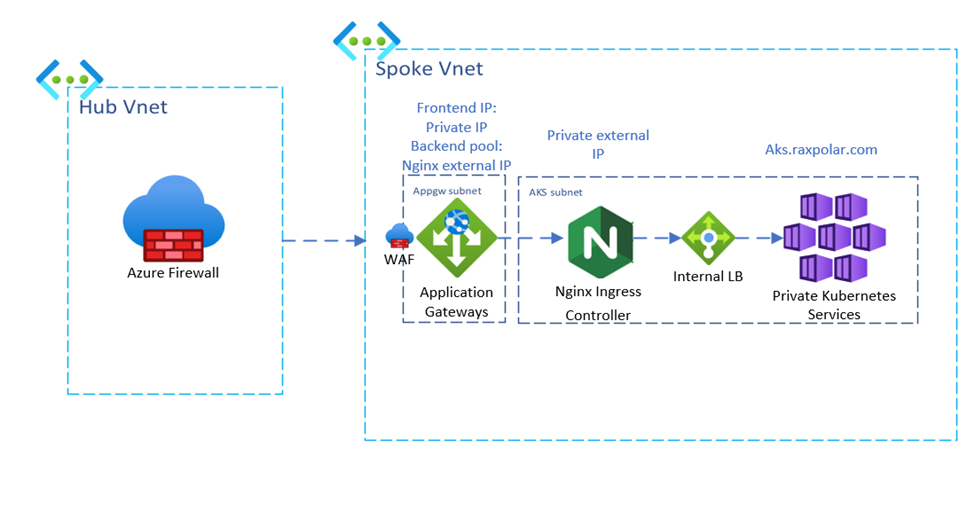 Spoke Vnet
Hub Vnet
Frontend IP:
Private IP
Backend pool:
Nginx external IP
Private external
IP
Aks.raxpolar.com
Appgw subnet
AKS subnet
N
WAF
Azure Firewall
Application
Gateways
Nginx Ingress
Controller
Internal LB
Private Kubernetes
Services